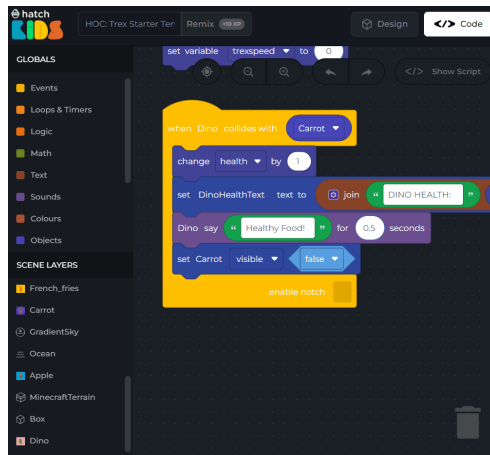 hatch
KIDS
HOC: Trex Starter Ten
Remix +10 XP
Design
</> Code
GLOBALS
Events
Loops & Timers
Logic
Math
Text
Sounds
Colours
Objects
SCENE LAYERS
French_fries
Carrot
GradientSky
Ocean
Apple
MinecraftTerrain
Box
Dino
set variable trexspeed to 0
</> Show Script
when Dino collides with Carrot
change health by 1
set DinoHealthText text to join “ DINO HEALTH: ”
Dino say “ Healthy Food! ” for 0.5 seconds
set Carrot visible false
enable notch